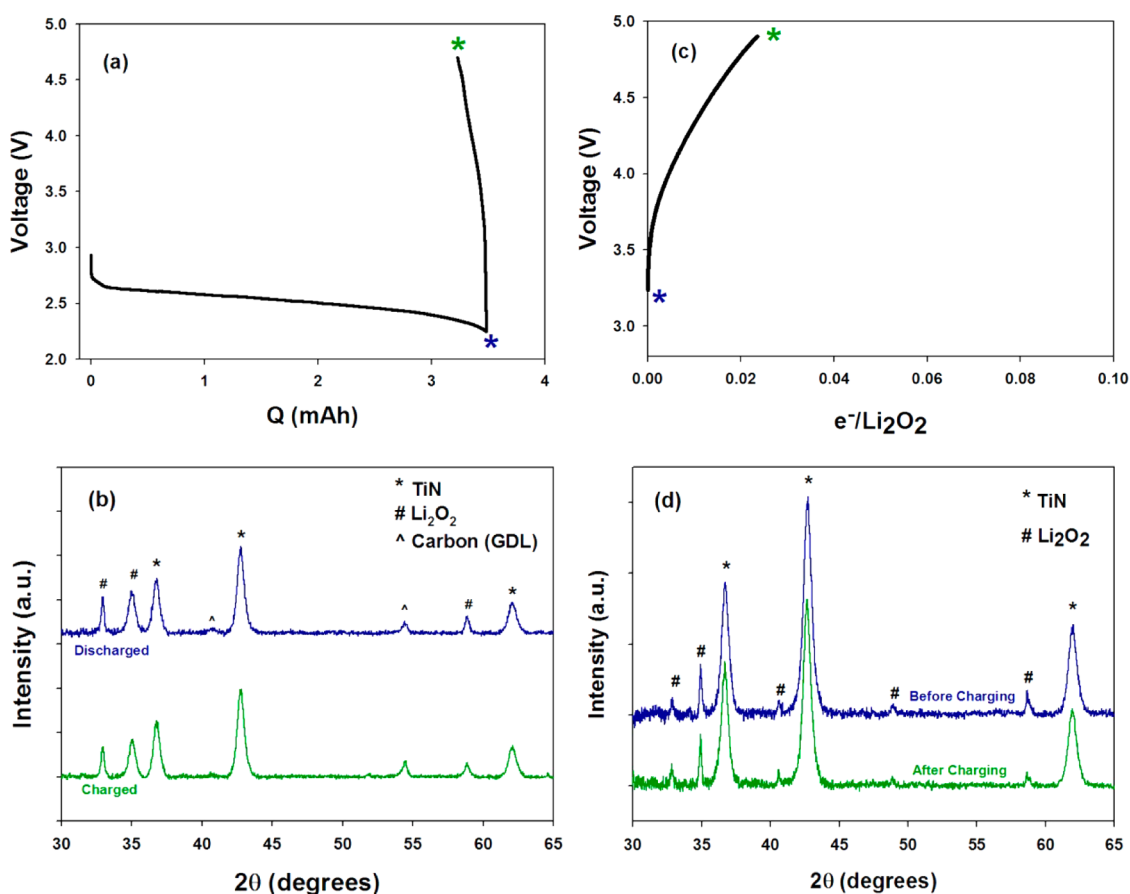 (a)
5.0
4.5
4.0
3.5
3.0
2.5
2.0
Voltage (V)
*
*
0
1
2
3
4
Q (mAh)
(c)
5.0
4.5
4.0
3.5
3.0
Voltage (V)
*
*
0.00
0.02
0.04
0.06
0.08
0.10
e⁻/Li₂O₂
(b)
* TiN
# Li₂O₂
^ Carbon (GDL)
# # * ^ * ^ # *
Discharged
Charged
Intensity (a.u.)
30 35 40 45 50 55 60 65
2θ (degrees)
(d)
* TiN
# Li₂O₂
# # * # * # # *
Before Charging
After Charging
Intensity (a.u.)
30 35 40 45 50 55 60 65
2θ (degrees)